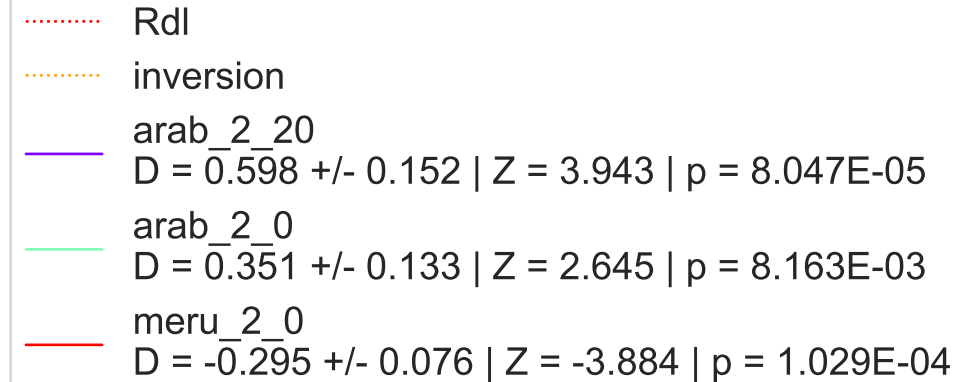 Rdl
inversion
arab_2_20
D = 0.598 +/- 0.152 | Z = 3.943 | p = 8.047E-05
arab_2_0
D = 0.351 +/- 0.133 | Z = 2.645 | p = 8.163E-03
meru_2_0
D = -0.295 +/- 0.076 | Z = -3.884 | p = 1.029E-04